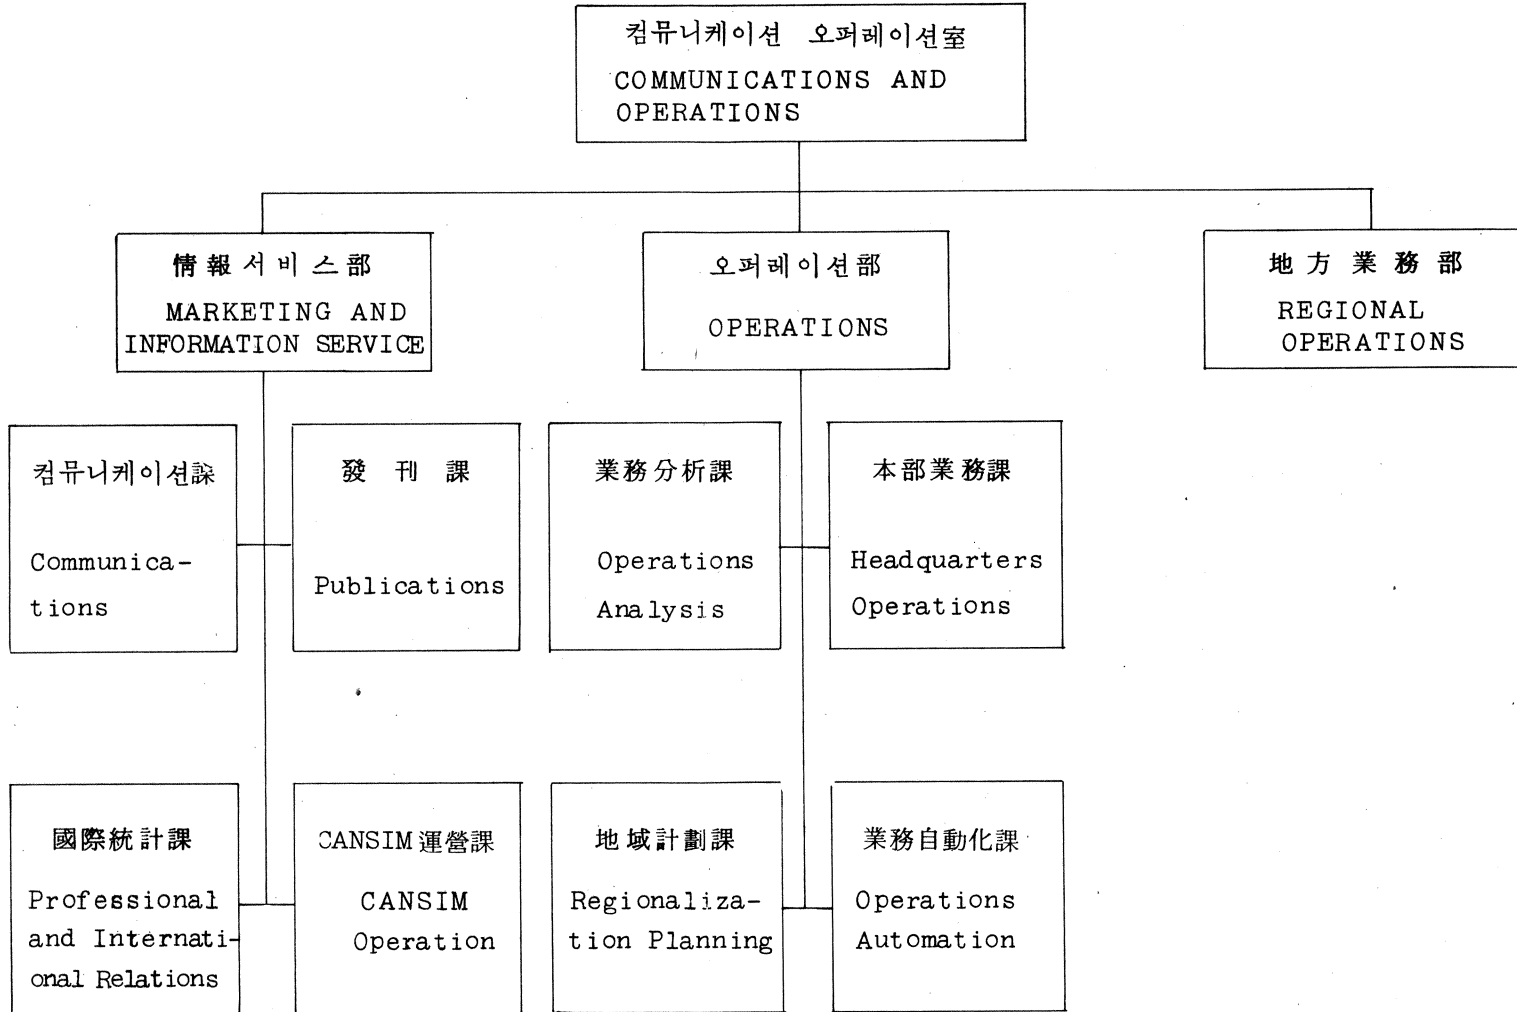 컴뮤니케이션 오퍼레이션室
COMMUNICATIONS AND
OPERATIONS
情報서비스部
MARKETING AND
INFORMATION SERVICE
오퍼레이션部
OPERATIONS
地方業務部
REGIONAL
OPERATIONS
컴뮤니케이션課
Communica-
tions
發刊課
Publications
業務分析課
Operations
Analysis
本部業務課
Headquarters
Operations
國際統計課
Professional
and Internati-
onal Relations
CANSIM運營課
CANSIM
Operation
地域計劃課
Regionaliza-
tion Planning
業務自動化課
Operations
Automation